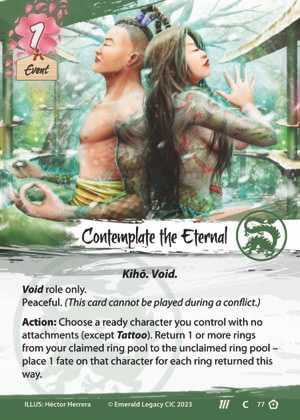 1
Event
Contemplate the Eternal
Kihō. Void.
Void role only.
Peaceful. (This card cannot be played during a conflict.)
Action: Choose a ready character you control with no
attachments (except Tattoo). Return 1 or more rings
from your claimed ring pool to the unclaimed ring pool –
place 1 fate on that character for each ring returned this
way.
ILLUS: Héctor Herrera © Emerald Legacy CIC 2023 C 77